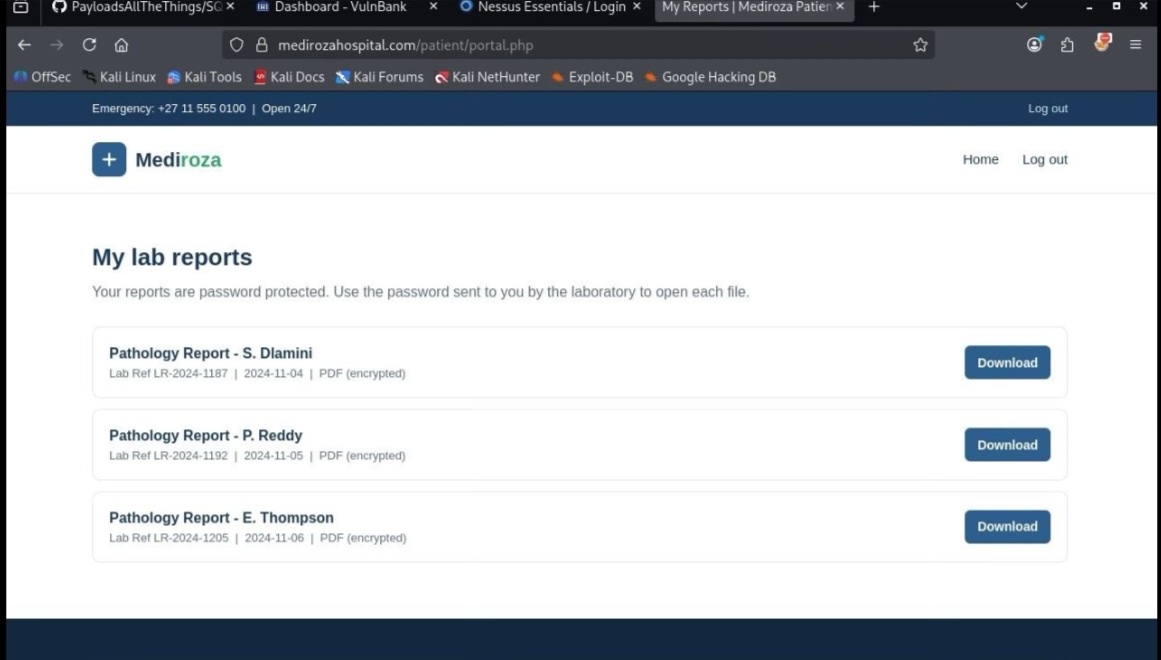 PayloadsAllTheThings/SQ
Dashboard - VulnBank
Nessus Essentials / Login
My Reports | Mediroza Patien
medirozahospital.com/patient/portal.php
OffSec Kali Linux Kali Tools Kali Docs Kali Forums Kali NetHunter Exploit-DB Google Hacking DB
Emergency: +27 11 555 0100 | Open 24/7
Log out
Mediroza
Home Log out
My lab reports
Your reports are password protected. Use the password sent to you by the laboratory to open each file.
Pathology Report - S. Dlamini
Lab Ref LR-2024-1187 | 2024-11-04 | PDF (encrypted)
Download
Pathology Report - P. Reddy
Lab Ref LR-2024-1192 | 2024-11-05 | PDF (encrypted)
Download
Pathology Report - E. Thompson
Lab Ref LR-2024-1205 | 2024-11-06 | PDF (encrypted)
Download